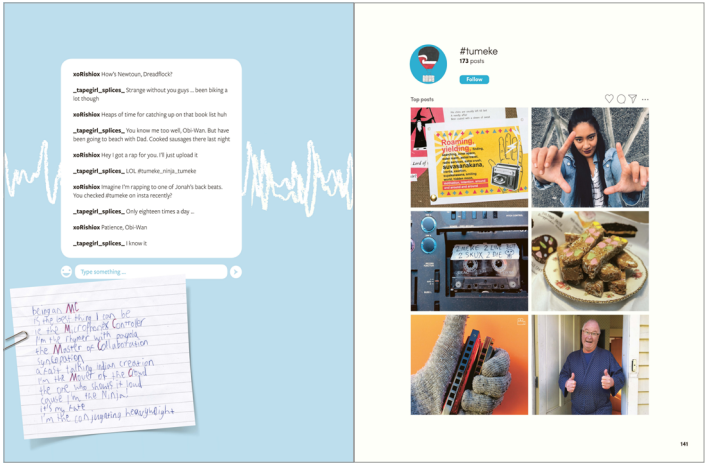 xoRishiox How's Newtoun, Dreadflock?
_tapegirl_splices_ Strange without you guys ... been biking a
lot though
xoRishiox Heaps of time for catching up on that book list huh
_tapegirl_splices_ You know me too well, Obi-Wan. But have
been going to beach with Dad. Cooked sausages there last night
xoRishiox Hey I got a rap for you. I'll just upload it
_tapegirl_splices_ LOL #tumeke_ninja_tumeke
xoRishiox Imagine I'm rapping to one of Jonah's back beats.
You checked #tumeke on insta recently?
_tapegirl_splices_ Only eighteen times a day ...
xoRishiox Patience, Obi-Wan
_tapegirl_splices_ I know it
Type something ...
being an MC
is the best thing I can be
ie the Microphone Controller
I'm the rhymer with payola
the Master of Collaboration
syncopation
a fast talking indian creation
I'm the Mover of the Crowd
the one who shows it loud
cause I'm the Ninja
it's my fate
I'm the conjugating heavyweight
#tumeke
173 posts
Follow
Top posts
Roaming,
yielding,
suvasanakana,
141